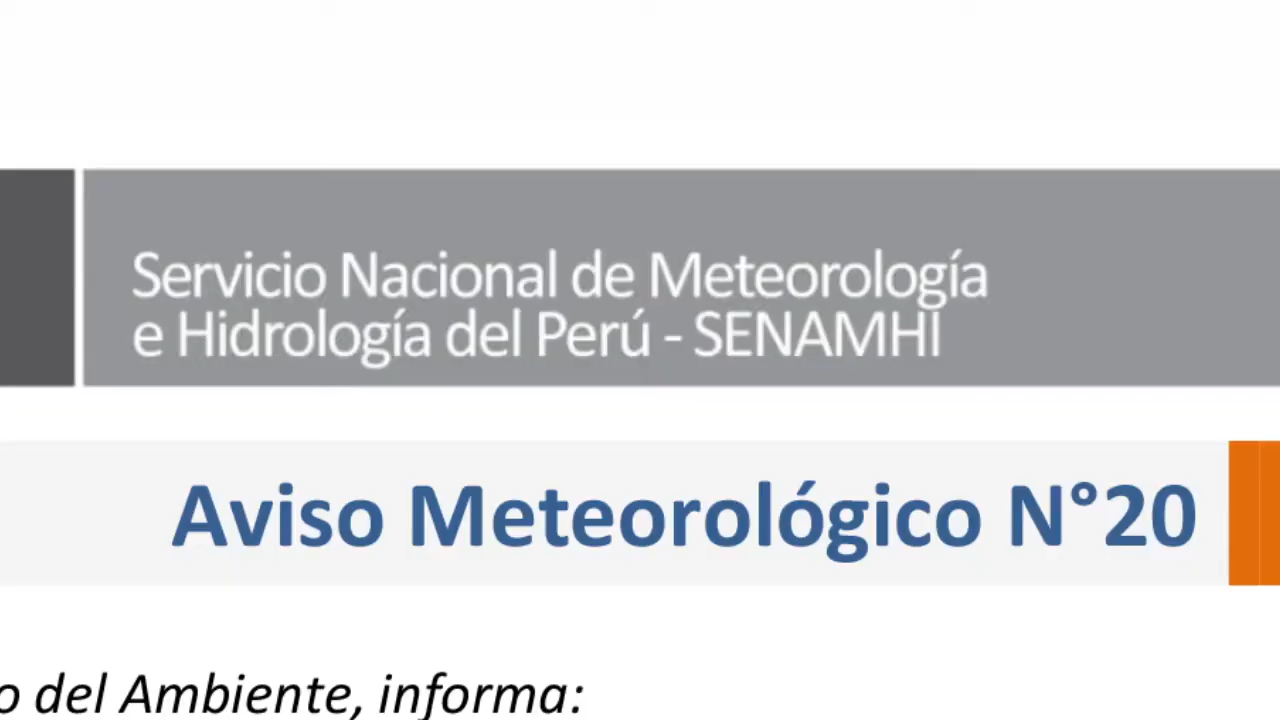 Servicio Nacional de Meteorología
e Hidrología del Perú - SENAMHI
Aviso Meteorológico N°20
del Ambiente, informa: